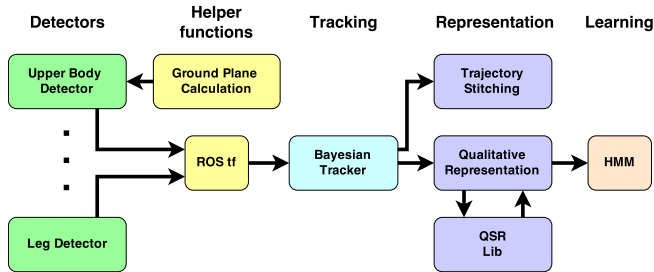 Detectors
Helper
functions
Tracking
Representation
Learning
Upper Body
Detector
Ground Plane
Calculation
Trajectory
Stitching
ROS tf
Bayesian
Tracker
Qualitative
Representation
HMM
Leg Detector
QSR
Lib